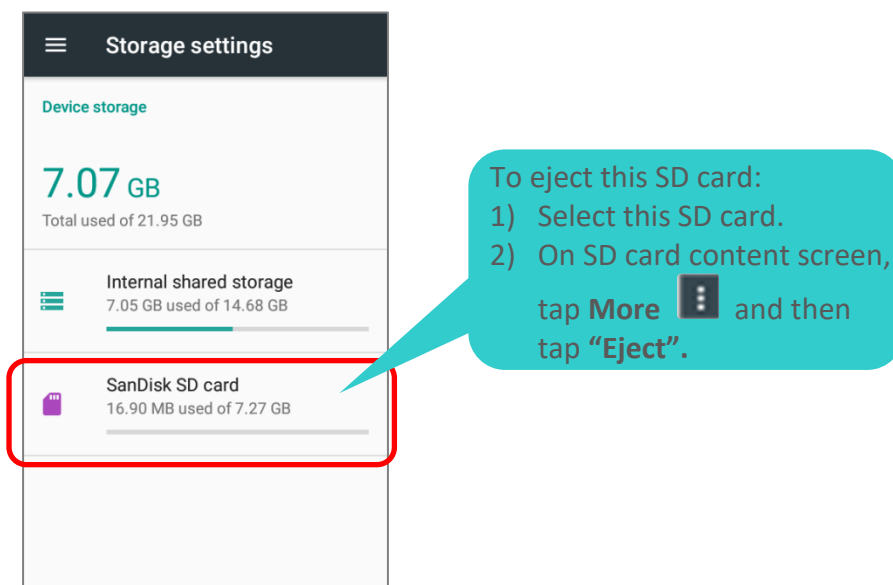 Storage settings
Device storage
7.07 GB
Total used of 21.95 GB
Internal shared storage
7.05 GB used of 14.68 GB
SanDisk SD card
16.90 MB used of 7.27 GB
To eject this SD card:
1) Select this SD card.
2) On SD card content screen,
tap More and then
tap “Eject”.